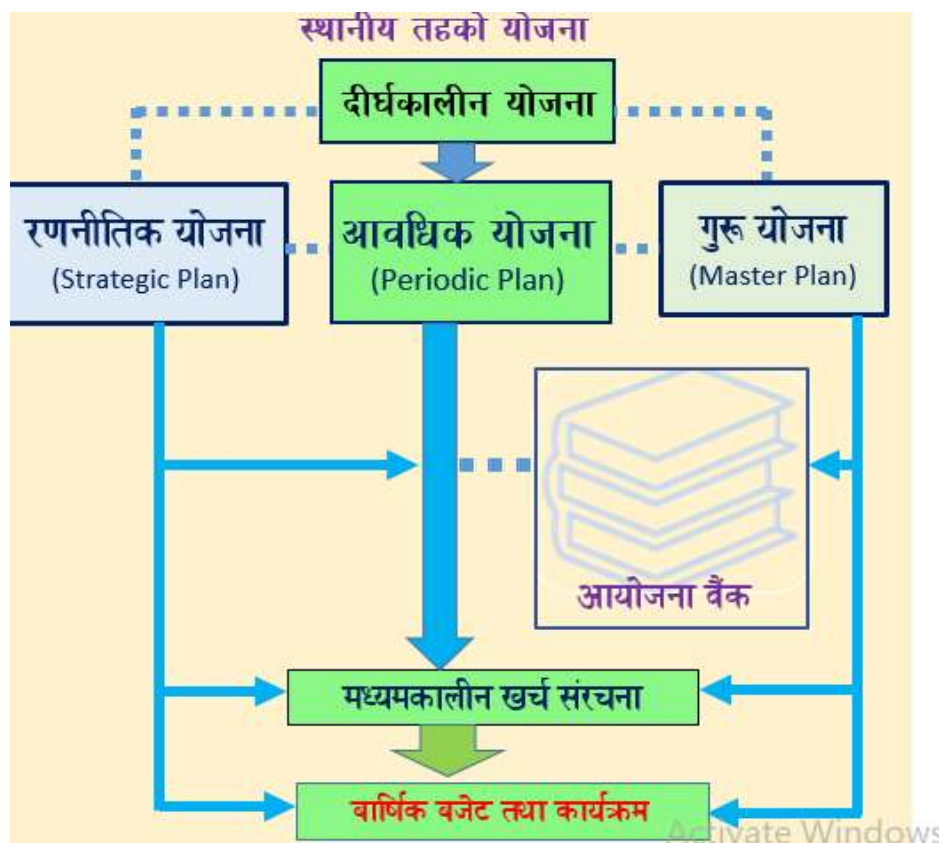 स्थानीय तहको योजना
दीर्घकालीन योजना
रणनीतिक योजना
(Strategic Plan)
आवधिक योजना
(Periodic Plan)
गुरू योजना
(Master Plan)
आयोजना वैंक
मध्यमकालीन खर्च संरचना
वार्षिक बजेट तथा कार्यक्रम
Activate Windows